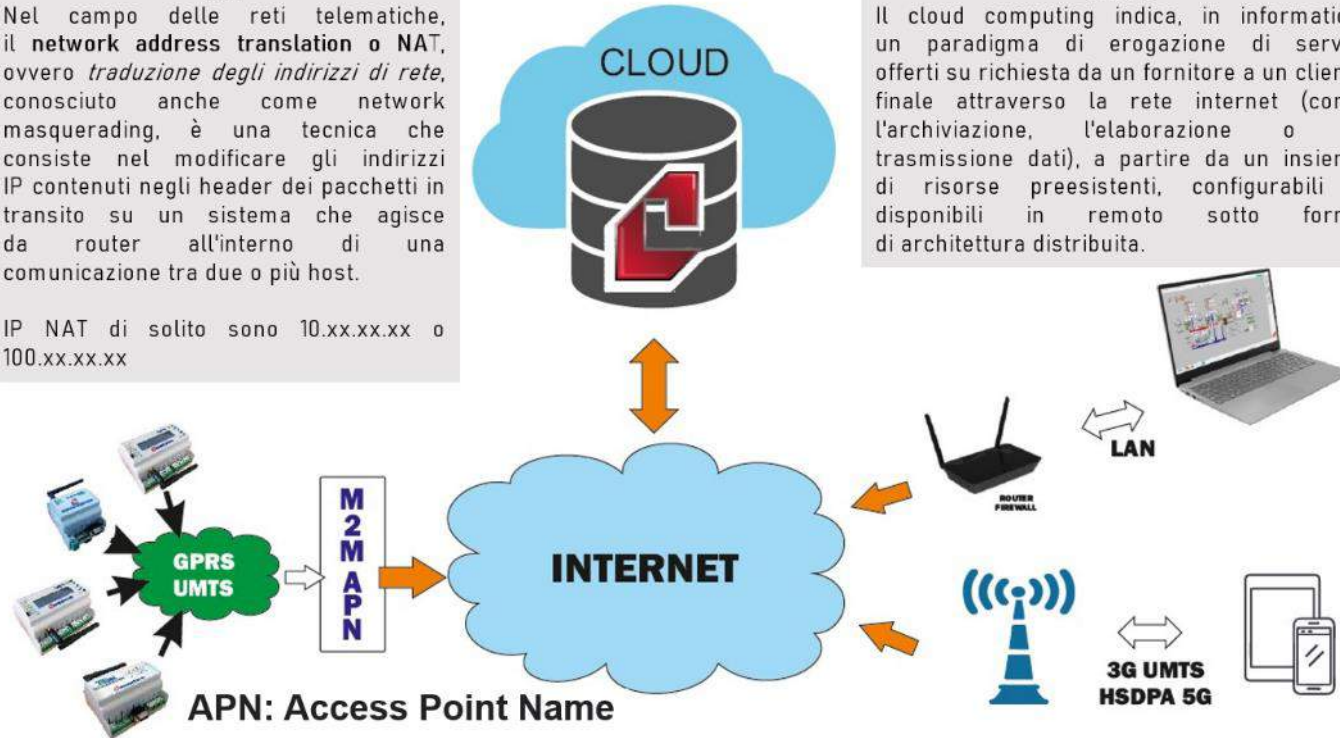 Nel campo delle reti telematiche,
il network address translation o NAT,
ovvero traduzione degli indirizzi di rete,
conosciuto anche come network
masquerading, è una tecnica che
consiste nel modificare gli indirizzi
IP contenuti negli header dei pacchetti in
transito su un sistema che agisce
da router all'interno di una
comunicazione tra due o più host.
IP NAT di solito sono 10.xx.xx.xx o
100.xx.xx.xx
CLOUD
Il cloud computing indica, in informati
un paradigma di erogazione di serv
offerti su richiesta da un fornitore a un clien
finale attraverso la rete internet (co
l'archiviazione, l'elaborazione o
trasmissione dati), a partire da un insie
di risorse preesistenti, configurabili
disponibili in remoto sotto for
di architettura distribuita.
LAN
ROUTER
FIREWALL
GPRS
UMTS
M2M APN
INTERNET
3G UMTS
HSDPA 5G
APN: Access Point Name